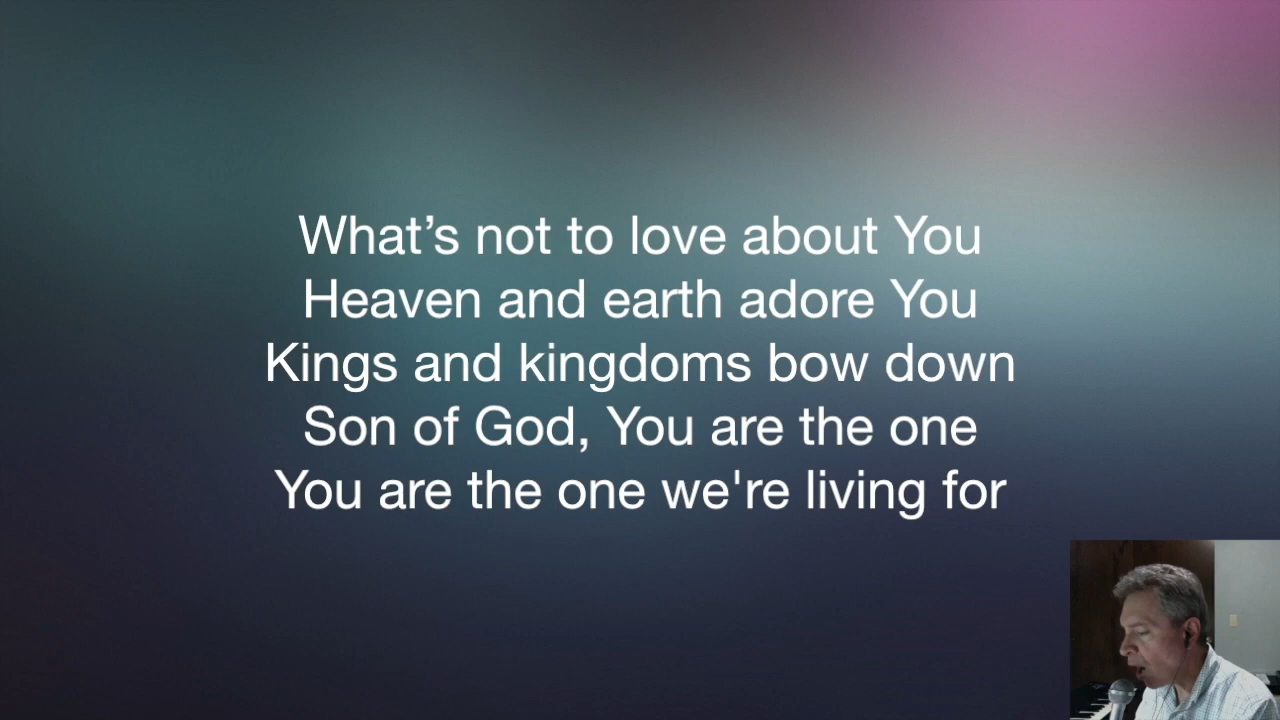 What’s not to love about You
Heaven and earth adore You
Kings and kingdoms bow down
Son of God, You are the one
You are the one we're living for